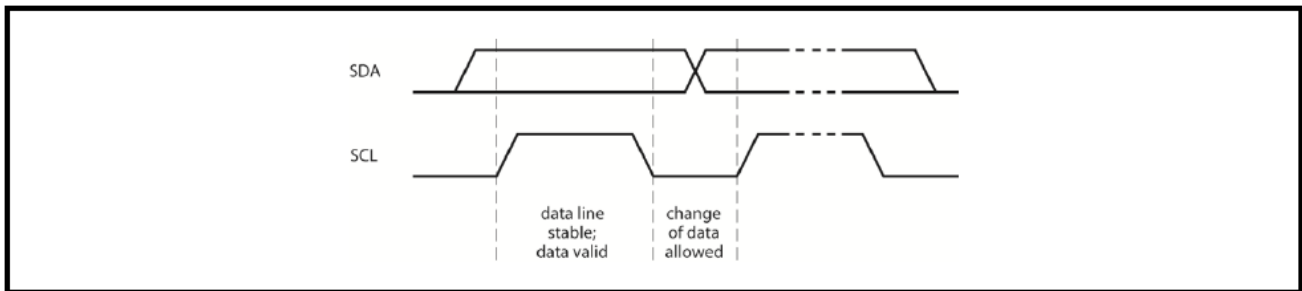 SDA
SCL
data line
stable;
data valid
change
of data
allowed